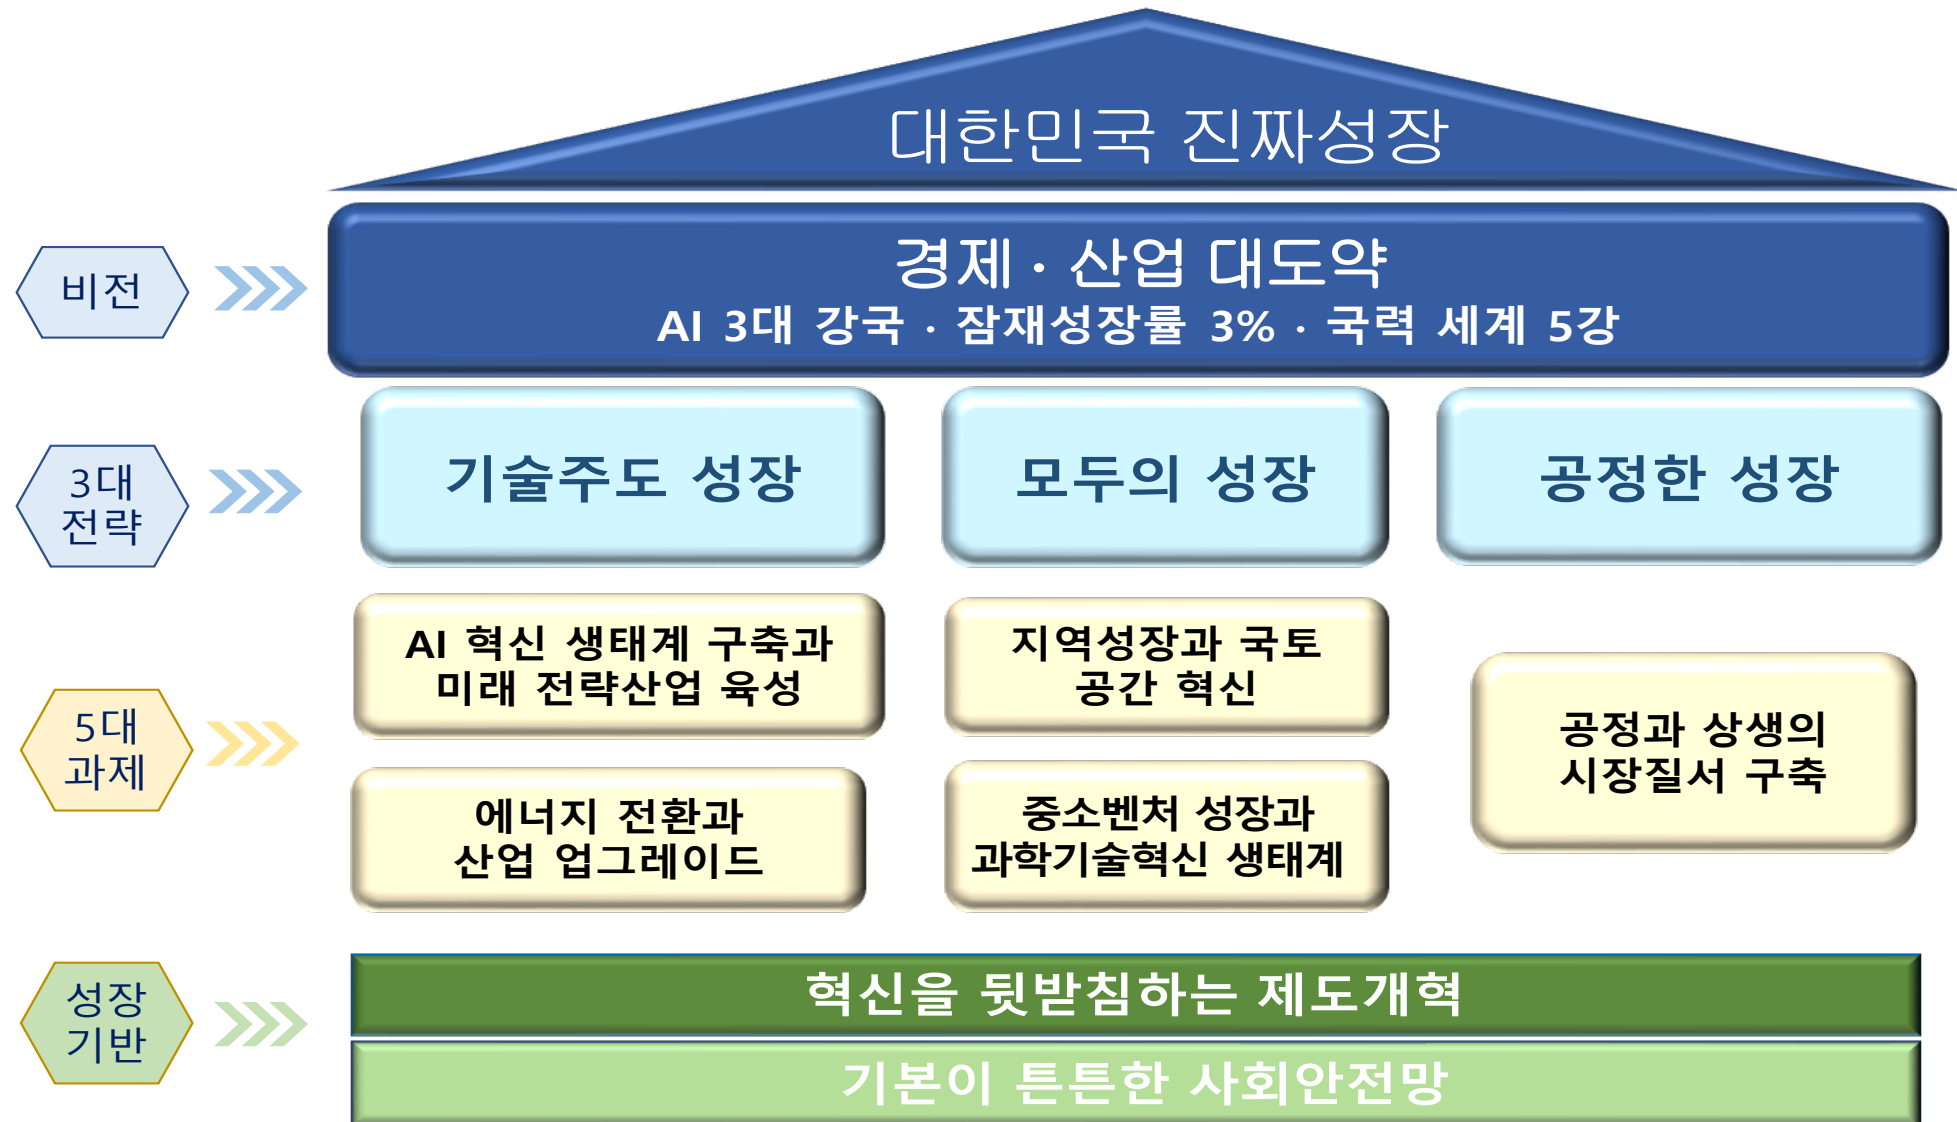 대한민국 진짜성장
비전
경제 · 산업 대도약
AI 3대 강국 · 잠재성장률 3% · 국력 세계 5강
3대
전략
기술주도 성장
모두의 성장
공정한 성장
5대
과제
AI 혁신 생태계 구축과
미래 전략산업 육성
지역성장과 국토
공간 혁신
공정과 상생의
시장질서 구축
에너지 전환과
산업 업그레이드
중소벤처 성장과
과학기술혁신 생태계
성장
기반
혁신을 뒷받침하는 제도개혁
기본이 튼튼한 사회안전망